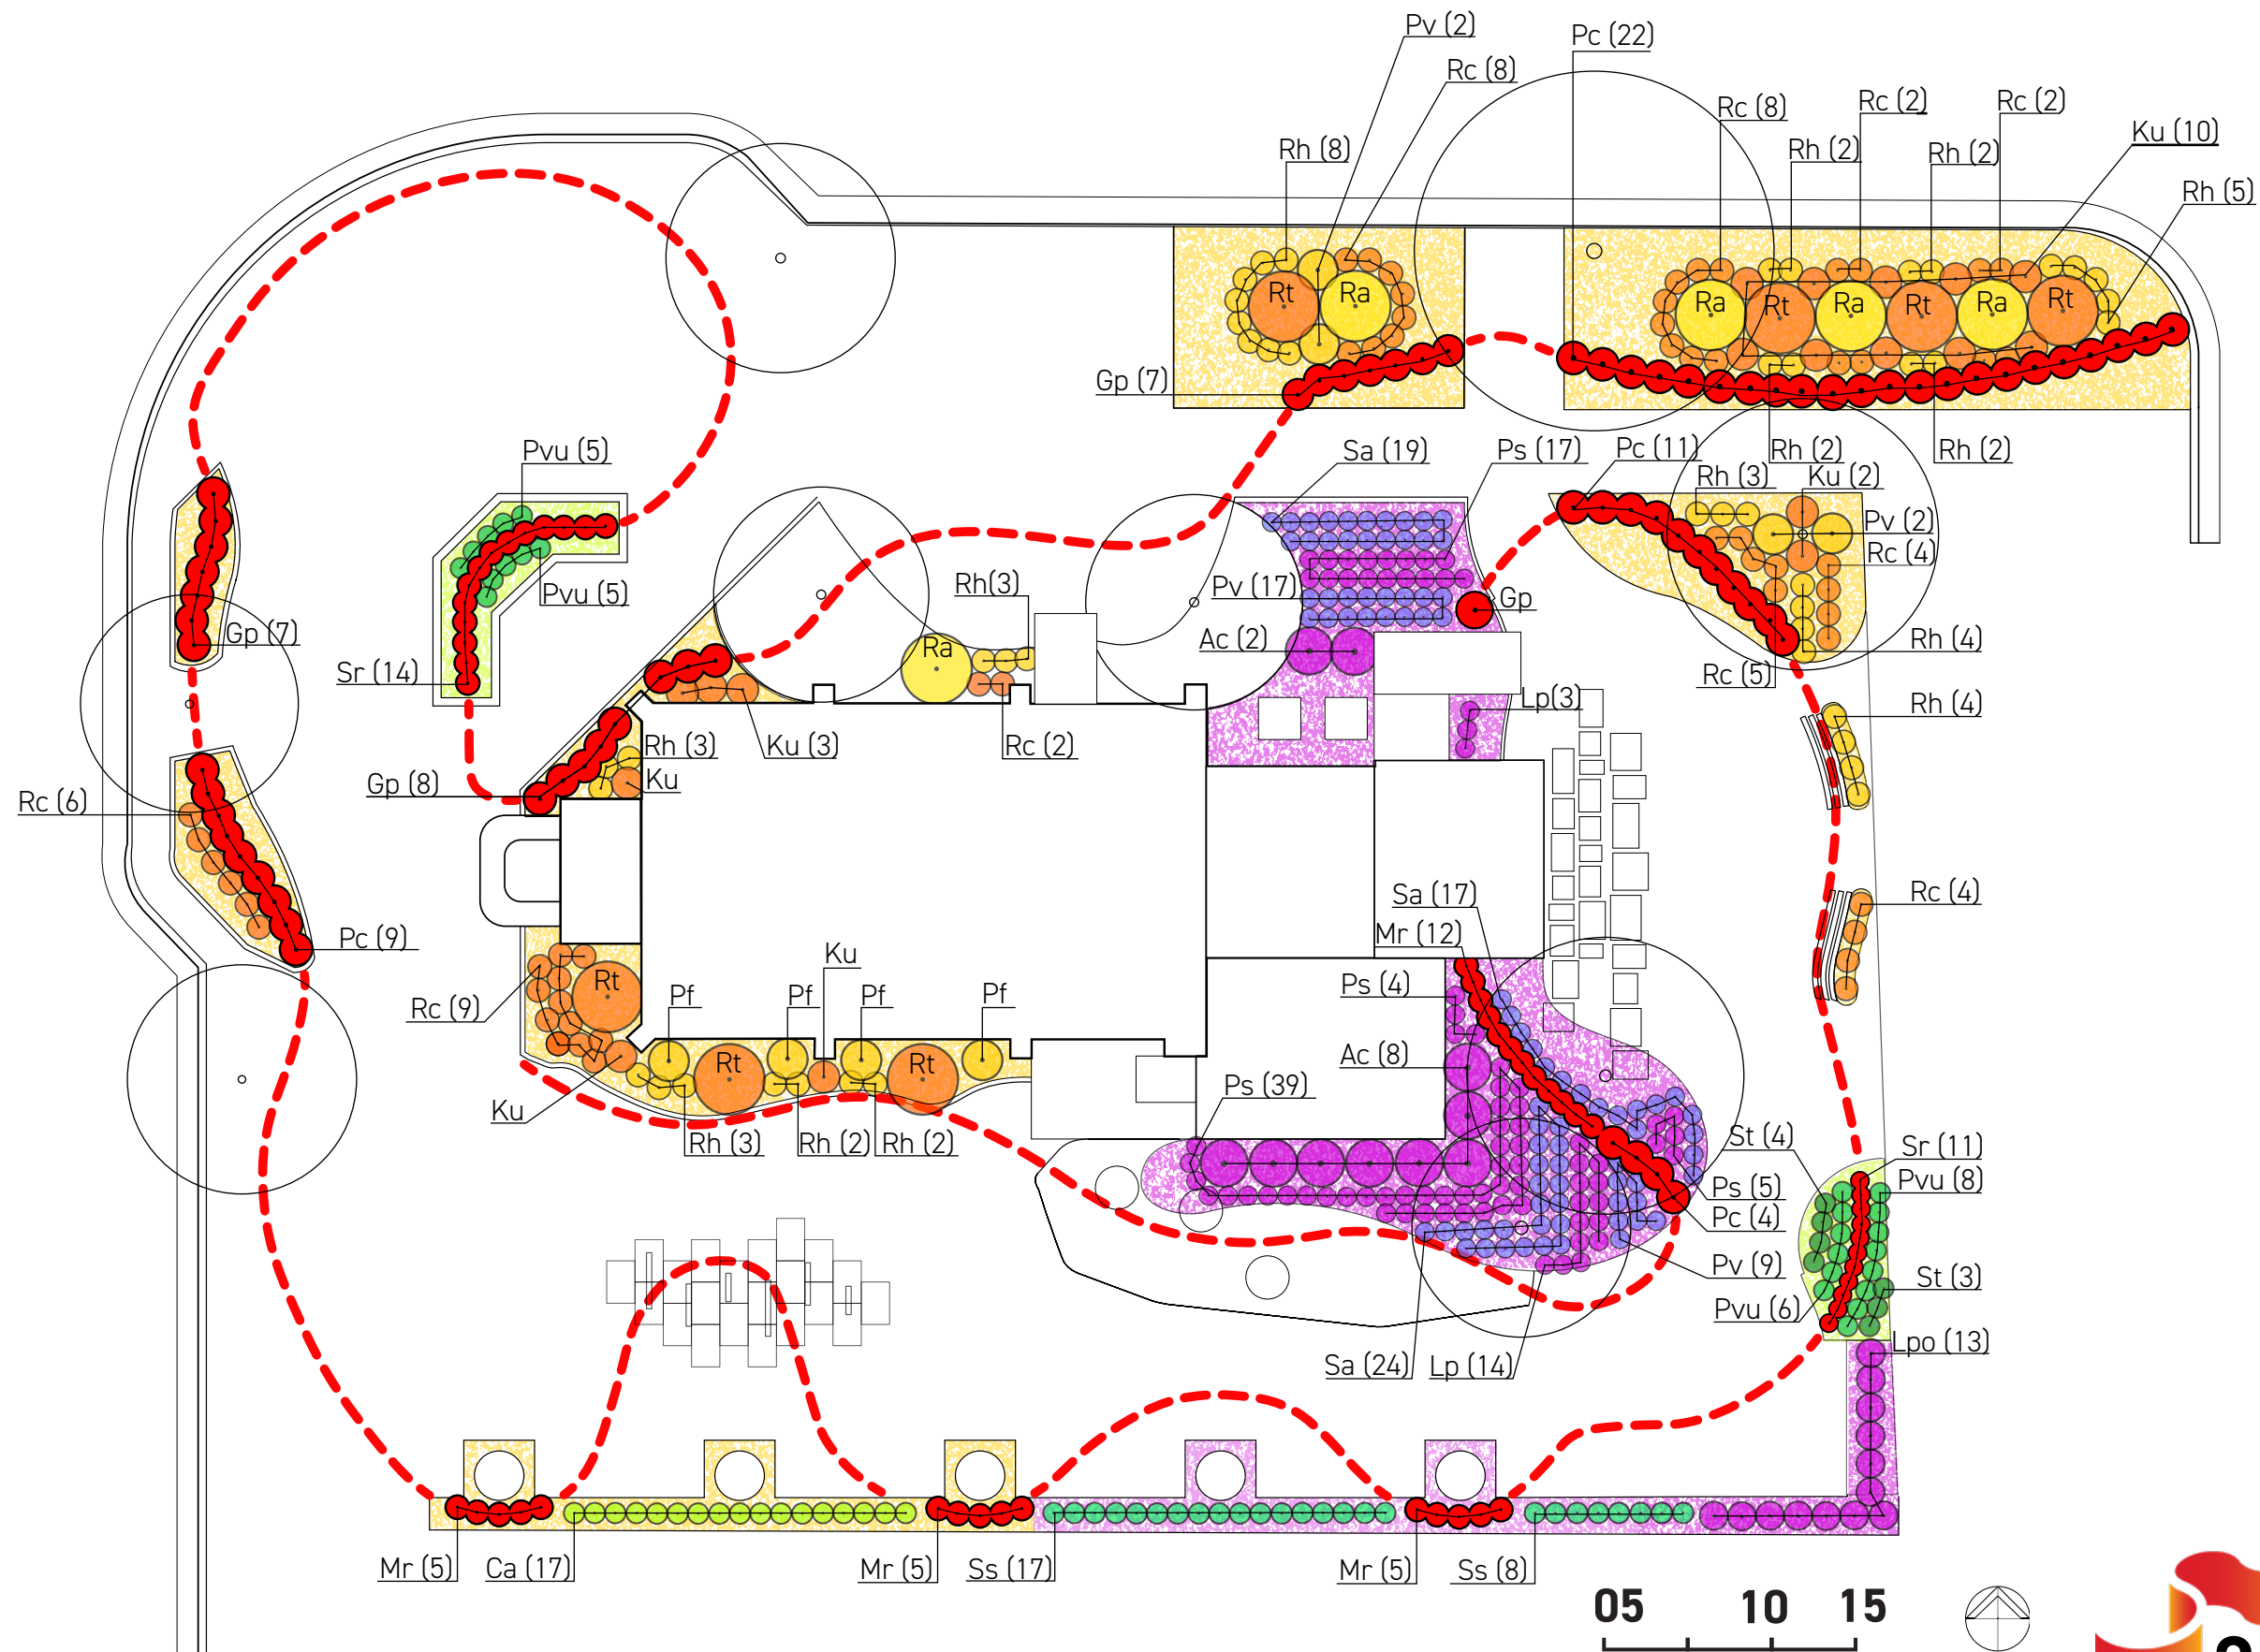 Pv (2)
Pc (22)
Rc (8)
Rc (8)
Rc (2)
Rc (2)
Ku (10)
Rh (8)
Rh (2)
Rh (2)
Rh (5)
Rt
Ra
Ra
Rt
Ra
Rt
Ra
Rt
Gp (7)
Rh (2)
Rh (2)
Pvu (5)
Sa (19)
Ps (17)
Pc (11)
Rh (3)
Ku (2)
Pv (2)
Rc (4)
Pvu (5)
Rh(3)
Pv (17)
Gp
Gp (7)
Ra
Ac (2)
Rh (4)
Sr (14)
Rc (5)
Lp(3)
Rh (4)
Rh (3)
Ku (3)
Rc (2)
Gp (8)
Ku
Rc (6)
Sa (17)
Rc (4)
Pc (9)
Mr (12)
Ku
Rt
Rc (9)
Pf
Pf
Pf
Pf
Ps (4)
Rt
Rt
Ac (8)
Ku
Ps (39)
Rh (3)
Rh (2)
Rh (2)
St (4)
Sr (11)
Ps (5)
Pvu (8)
Pc (4)
Pv (9)
St (3)
Pvu (6)
Lpo (13)
Sa (24)
Lp (14)
Mr (5)
Ca (17)
Mr (5)
Ss (17)
Mr (5)
Ss (8)
05 10 15